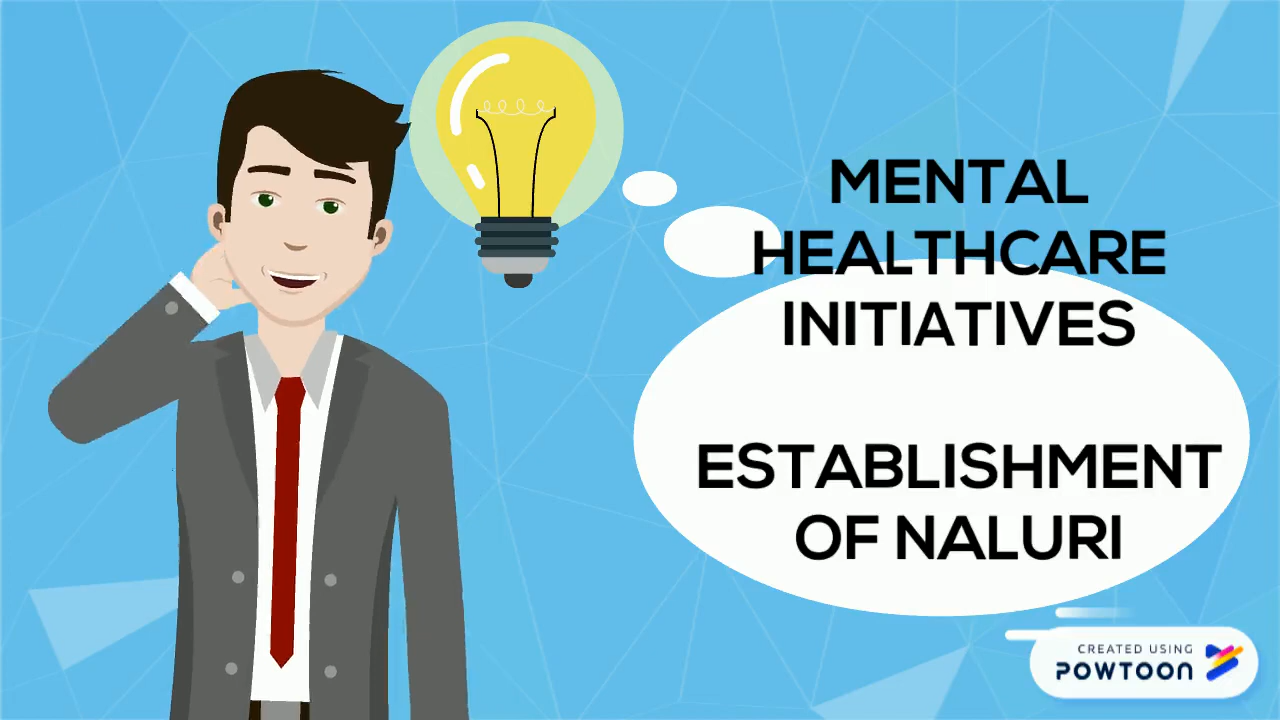 MENTAL
HEALTHCARE
INITIATIVES
ESTABLISHMENT
OF NALURI
CREATED USING
POWTOON